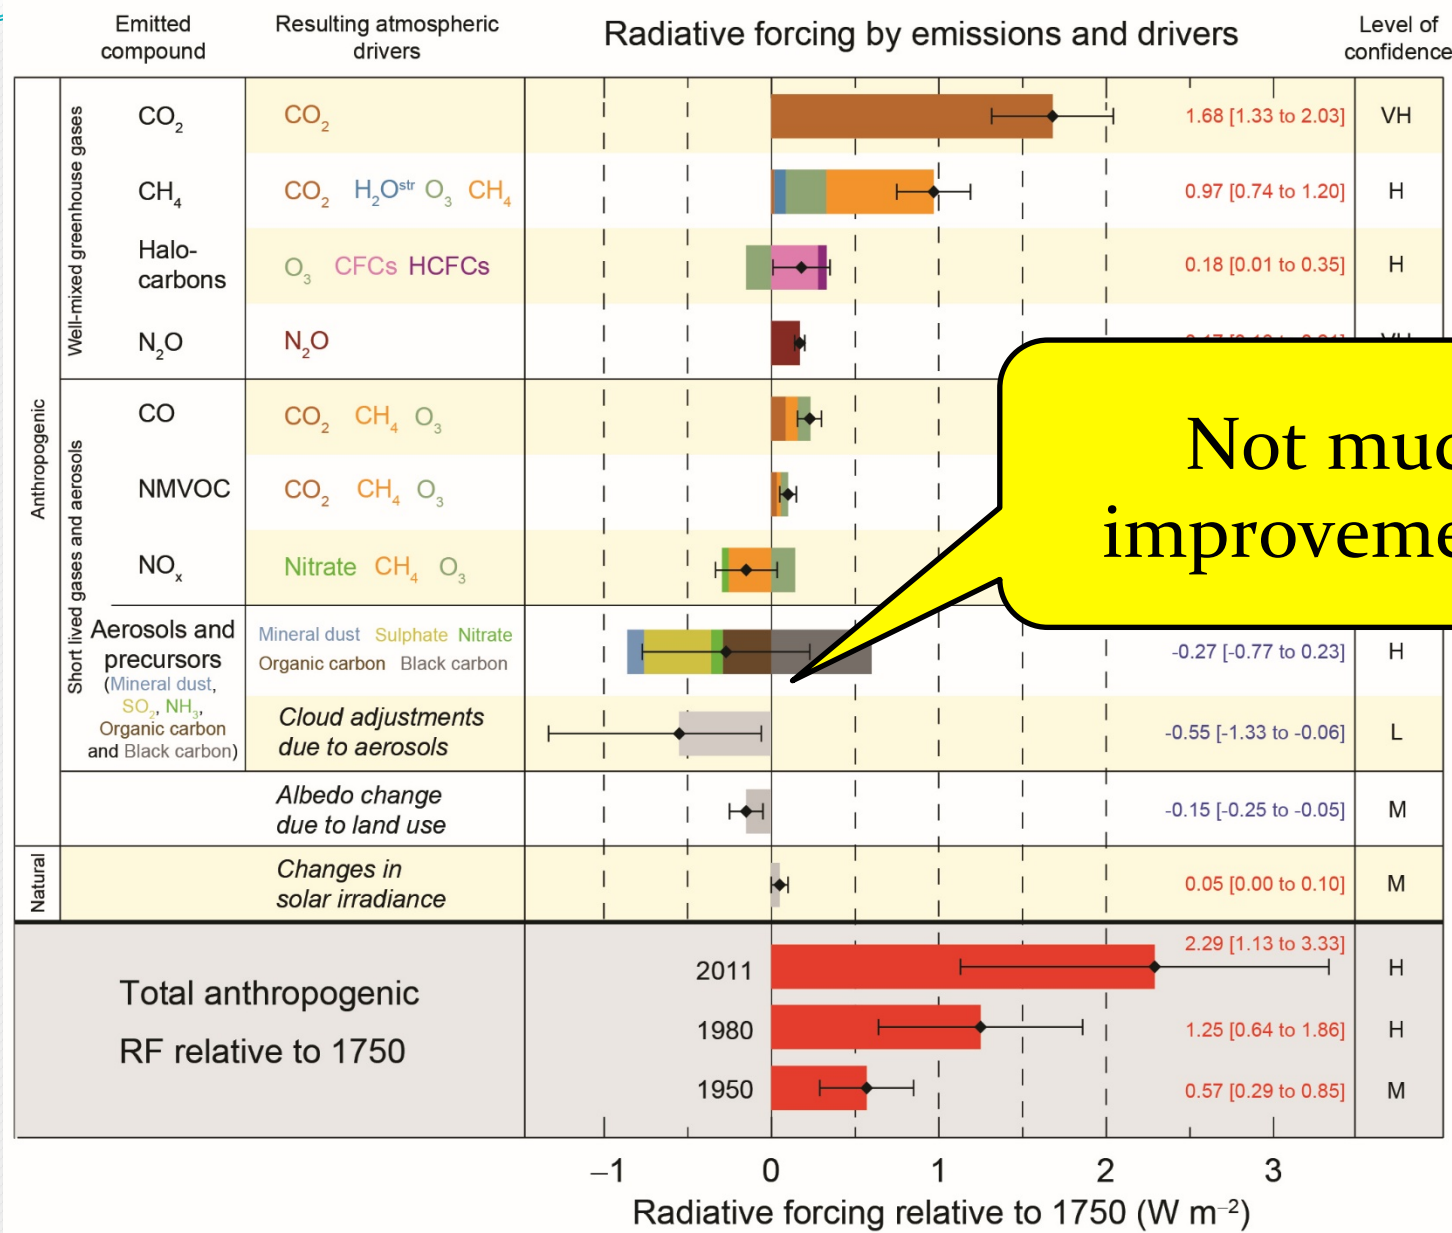 Emitted compound
Resulting atmospheric drivers
Radiative forcing by emissions and drivers
Level of confidence
Anthropogenic
Well-mixed greenhouse gases
CO₂
CO₂
1.68 [1.33 to 2.03]
VH
CH₄
CO₂ H₂Oˢᵗʳ O₃ CH₄
0.97 [0.74 to 1.20]
H
Halo-
carbons
O₃ CFCs HCFCs
0.18 [0.01 to 0.35]
H
N₂O
N₂O
Short lived gases and aerosols
CO
CO₂ CH₄ O₃
NMVOC
CO₂ CH₄ O₃
NOₓ
Nitrate CH₄ O₃
Aerosols and
precursors
(Mineral dust,
SO₂, NH₃,
Organic carbon
and Black carbon)
Mineral dust Sulphate Nitrate
Organic carbon Black carbon
-0.27 [-0.77 to 0.23]
H
Cloud adjustments
due to aerosols
-0.55 [-1.33 to -0.06]
L
Albedo change
due to land use
-0.15 [-0.25 to -0.05]
M
Natural
Changes in
solar irradiance
0.05 [0.00 to 0.10]
M
Not muc
improveme
Total anthropogenic
RF relative to 1750
2011
2.29 [1.13 to 3.33]
H
1980
1.25 [0.64 to 1.86]
H
1950
0.57 [0.29 to 0.85]
M
−1 0 1 2 3
Radiative forcing relative to 1750 (W m⁻²)